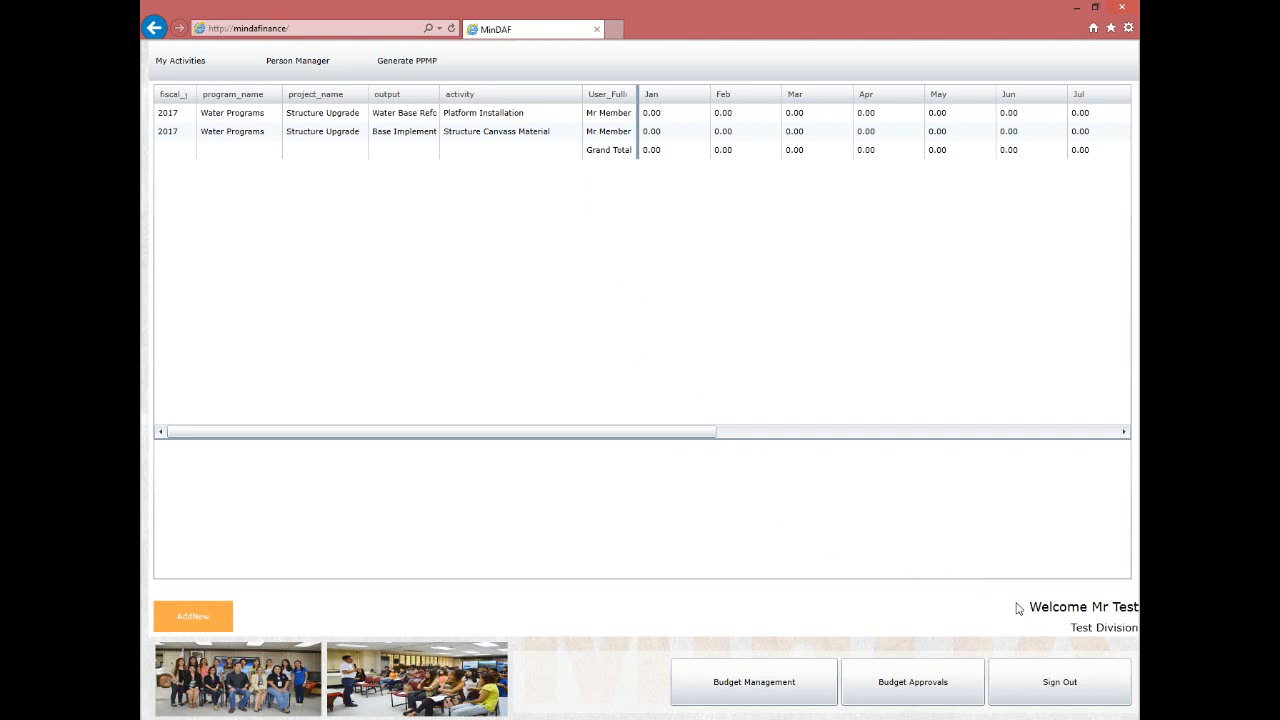 http://mindafinance/
MinDAF
My Activities Person Manager Generate PPMP
fiscal_y program_name project_name output activity User_Full Jan Feb Mar Apr May Jun Jul
2017 Water Programs Structure Upgrade Water Base Refo Platform Installation Mr Member 0.00 0.00 0.00 0.00 0.00 0.00 0.00
2017 Water Programs Structure Upgrade Base Implement Structure Canvass Material Mr Member 0.00 0.00 0.00 0.00 0.00 0.00 0.00
Grand Total 0.00 0.00 0.00 0.00 0.00 0.00 0.00
AddNew
Welcome Mr Test
Test Division
Budget Management Budget Approvals Sign Out